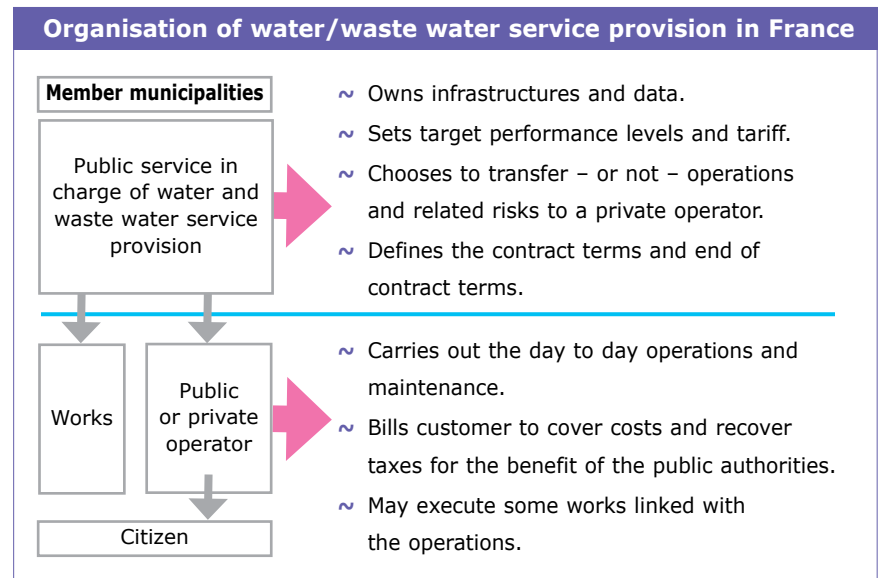 Organisation of water/waste water service provision in France
Member municipalities
Public service in
charge of water and
waste water service
provision
~ Owns infrastructures and data.
~ Sets target performance levels and tariff.
~ Chooses to transfer – or not – operations
and related risks to a private operator.
~ Defines the contract terms and end of
contract terms.
Works
Public
or private
operator
~ Carries out the day to day operations and
maintenance.
~ Bills customer to cover costs and recover
taxes for the benefit of the public authorities.
~ May execute some works linked with
the operations.
Citizen